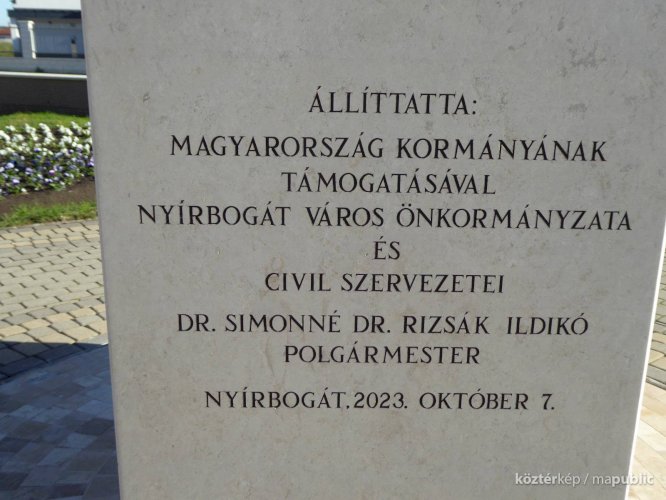 ÁLLÍTTATTA:
MAGYARORSZÁG KORMÁNYÁNAK
TÁMOGATÁSÁVAL
NYÍRBOGÁT VÁROS ÖNKORMÁNYZATA
ÉS
CIVIL SZERVEZETEI
DR. SIMONNÉ DR. RIZSÁK ILDIKÓ
POLGÁRMESTER
NYÍRBOGÁT, 2023. OKTÓBER 7.
köztérkép / mapublic